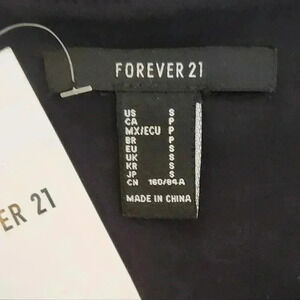 FOREVER 21
US S
CA P
MX/ECU P
BR P
EU S
UK S
KR S
JP S
CN 160/84A
MADE IN CHINA
ER 21